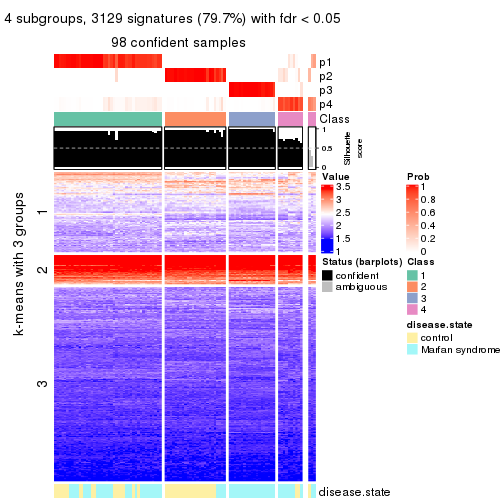 4 subgroups, 3129 signatures (79.7%) with fdr < 0.05
98 confident samples
p1
p2
p3
p4
Class
1
0.5
0
Silhouette
score
k-means with 3 groups
1
2
3
disease.state
Value
3.5
3
2.5
2
1.5
1
Prob
1
0.8
0.6
0.4
0.2
0
Status (barplots)
confident
ambiguous
Class
1
2
3
4
disease.state
control
Marfan syndrome